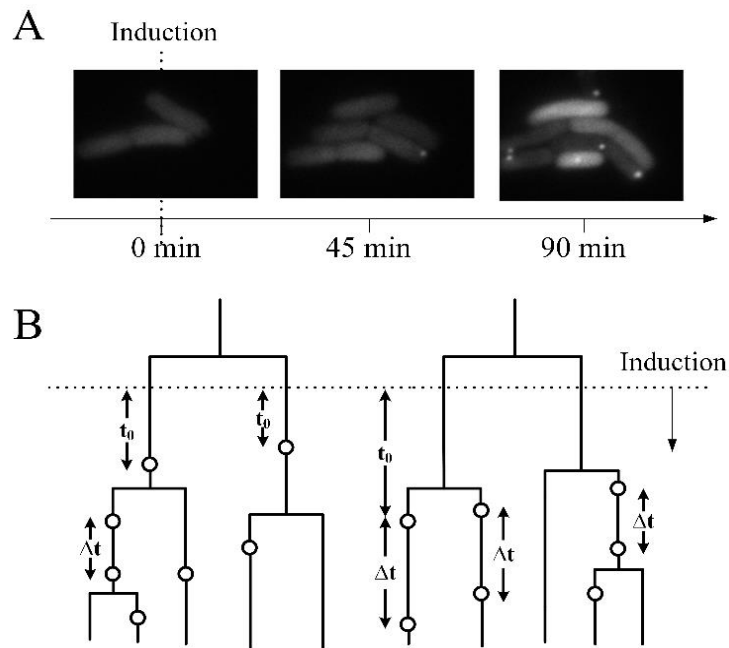 A
Induction
0 min
45 min
90 min
B
Induction
t0
t0
t0
Δt
Δt
Δt
Δt